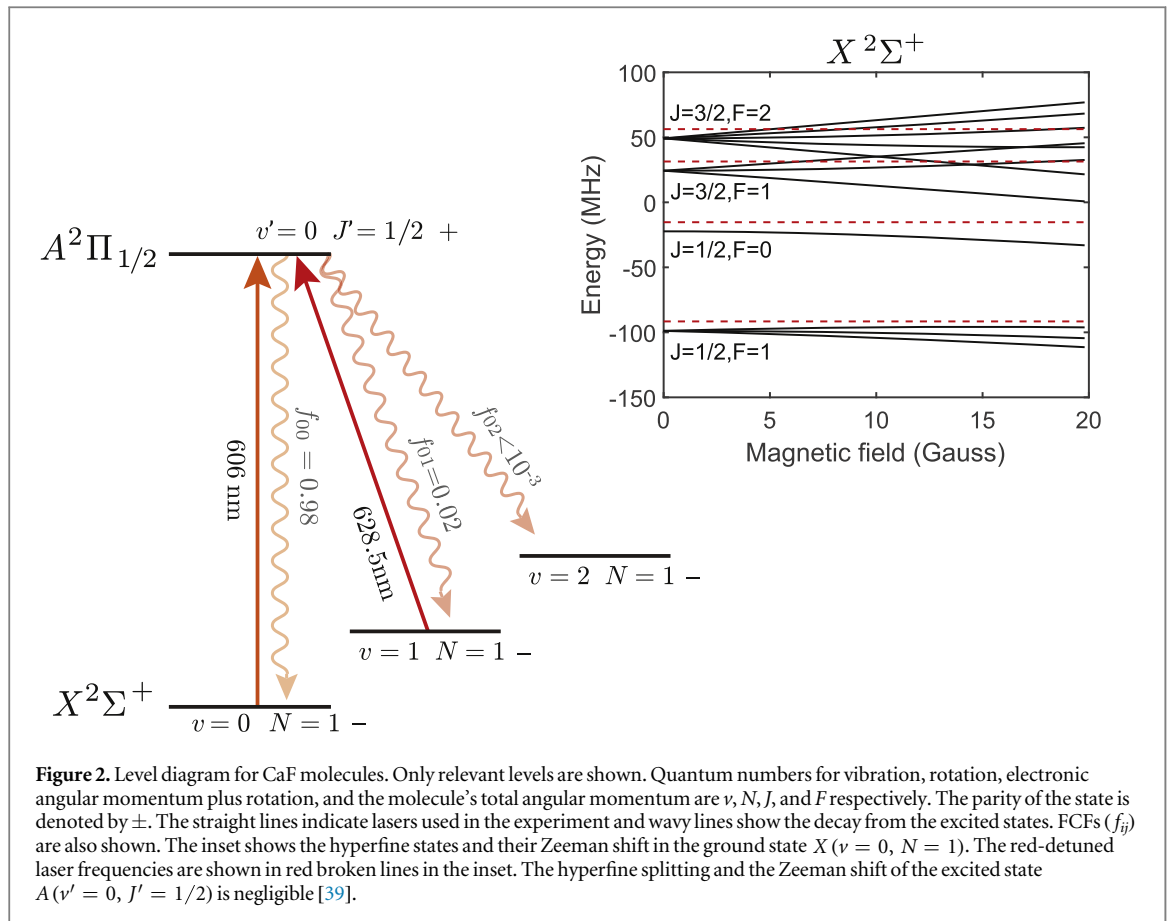 X ²Σ⁺
100
50
0
-50
-100
-150
Energy (MHz)
J=3/2,F=2
J=3/2,F=1
J=1/2,F=0
J=1/2,F=1
0 5 10 15 20
Magnetic field (Gauss)
v′= 0 J′= 1/2 +
A²Π₁/₂
606 nm
f₀₀ = 0.98
628.5nm
f₀₁=0.02
f₀₂<10⁻³
v = 2 N = 1 –
v = 1 N = 1 –
X²Σ⁺
v = 0 N = 1 –
Figure 2. Level diagram for CaF molecules. Only relevant levels are shown. Quantum numbers for vibration, rotation, electronic
angular momentum plus rotation, and the molecule's total angular momentum are v, N, J, and F respectively. The parity of the state is
denoted by ±. The straight lines indicate lasers used in the experiment and wavy lines show the decay from the excited states. FCFs (fᵢⱼ)
are also shown. The inset shows the hyperfine states and their Zeeman shift in the ground state X (v = 0, N = 1). The red-detuned
laser frequencies are shown in red broken lines in the inset. The hyperfine splitting and the Zeeman shift of the excited state
A (v′ = 0, J′ = 1/2) is negligible [39].